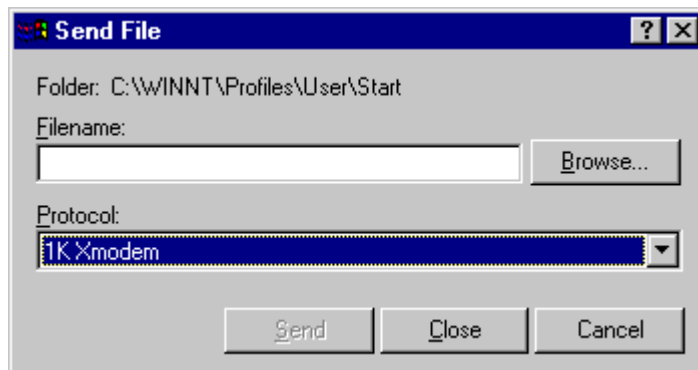 Send File
Folder: C:\WINNT\Profiles\User\Start
Filename:
Browse...
Protocol:
1K Xmodem
Send Close Cancel